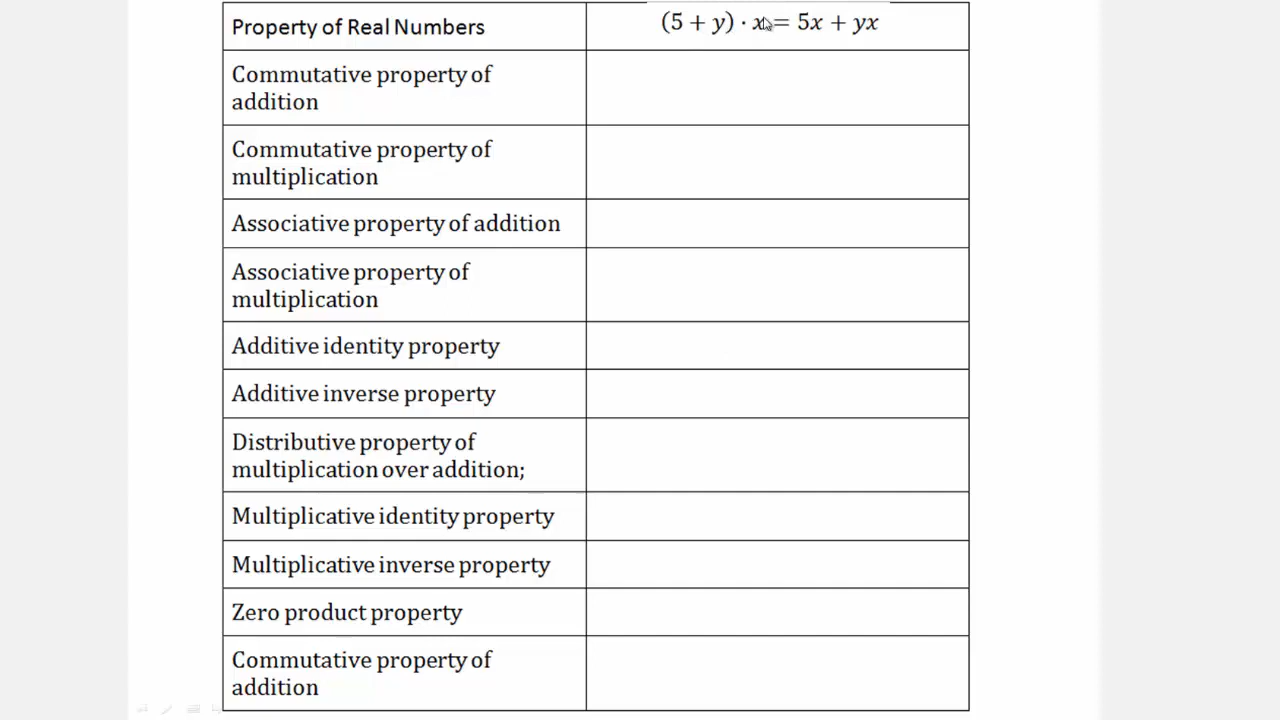 Property of Real Numbers
(5 + y) · x = 5x + yx
Commutative property of
addition
Commutative property of
multiplication
Associative property of addition
Associative property of
multiplication
Additive identity property
Additive inverse property
Distributive property of
multiplication over addition;
Multiplicative identity property
Multiplicative inverse property
Zero product property
Commutative property of
addition